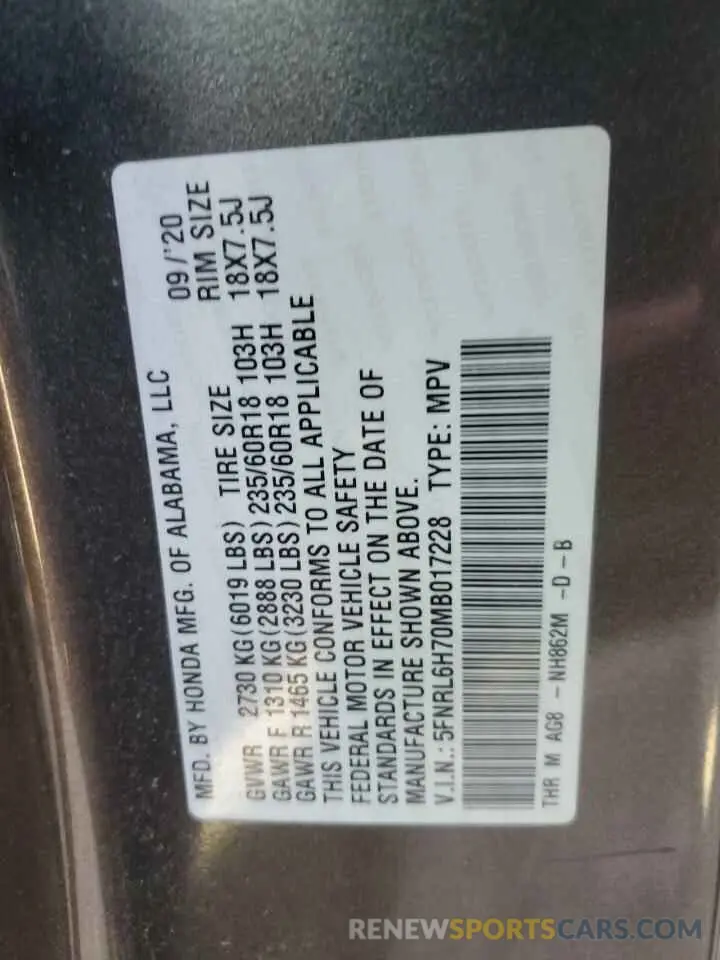 MFD. BY HONDA MFG. OF ALABAMA, LLC 09/'20
GVWR 2730 KG(6019 LBS) TIRE SIZE RIM SIZE
GAWR F 1310 KG(2888 LBS)235/60R18 103H 18X7.5J
GAWR R 1465 KG(3230 LBS)235/60R18 103H 18X7.5J
THIS VEHICLE CONFORMS TO ALL APPLICABLE
FEDERAL MOTOR VEHICLE SAFETY
STANDARDS IN EFFECT ON THE DATE OF
MANUFACTURE SHOWN ABOVE.
V.I.N.: 5FNRL6H70MB017228 TYPE: MPV
THR M AG8 -NH862M -D-B
RENEWSPORTSCARS.COM